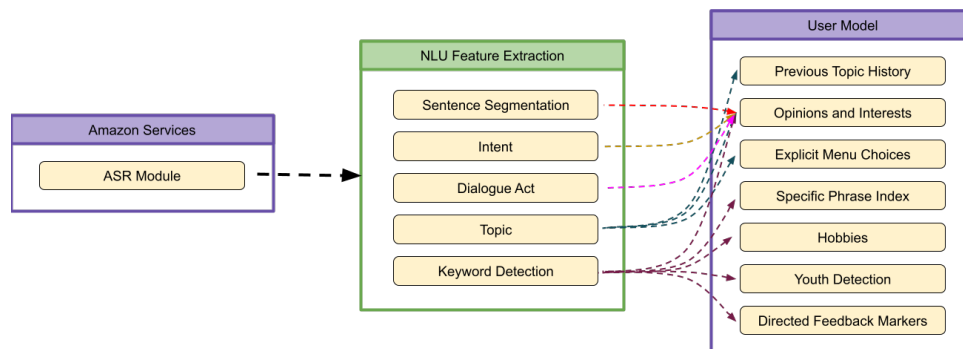 Amazon Services
ASR Module
NLU Feature Extraction
Sentence Segmentation
Intent
Dialogue Act
Topic
Keyword Detection
User Model
Previous Topic History
Opinions and Interests
Explicit Menu Choices
Specific Phrase Index
Hobbies
Youth Detection
Directed Feedback Markers